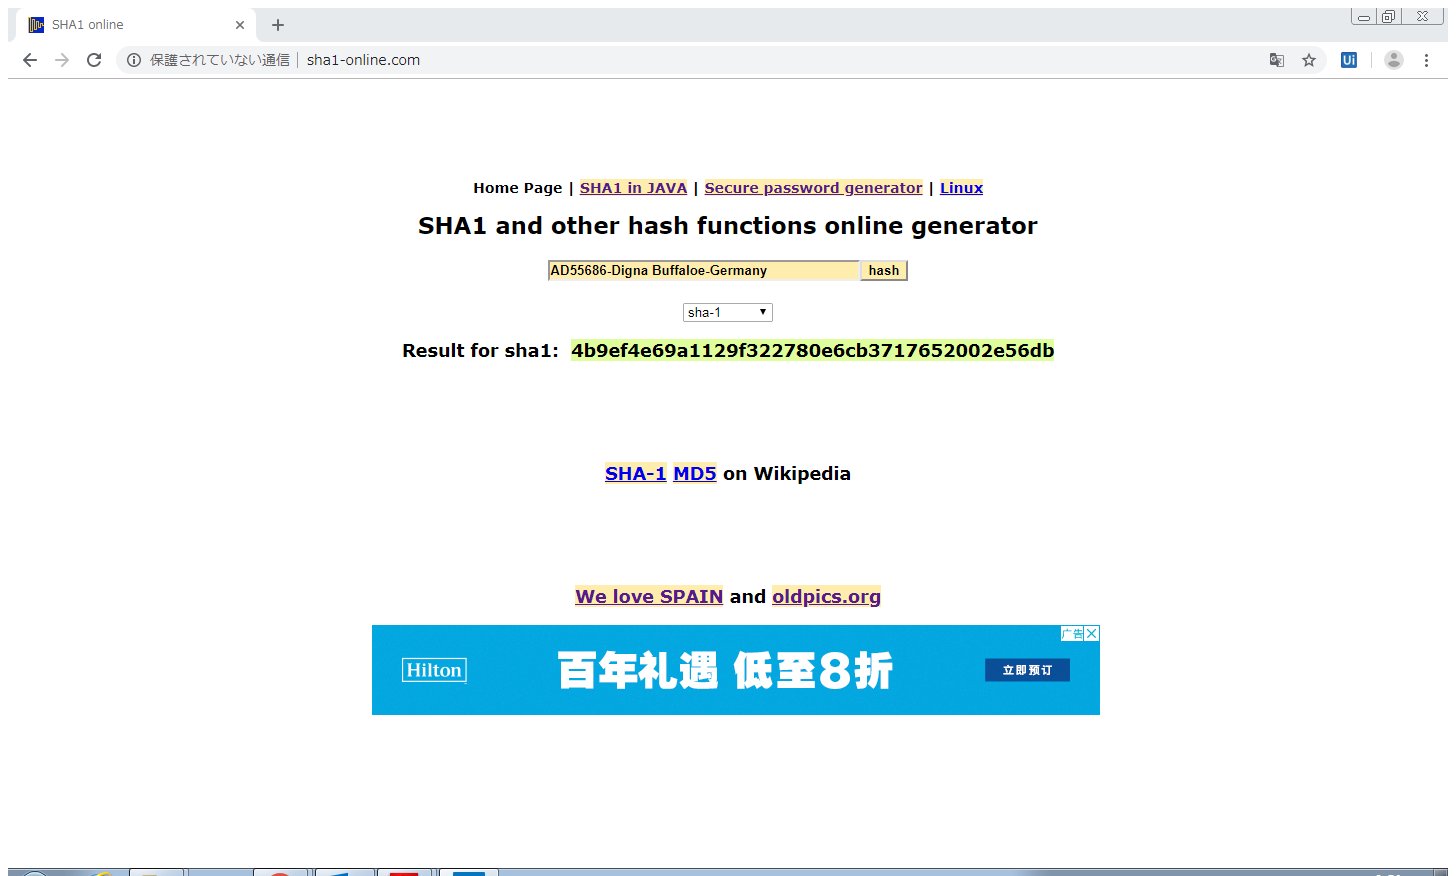 SHA1 online
保護されていない通信 sha1-online.com
Ui
Home Page | SHA1 in JAVA | Secure password generator | Linux
SHA1 and other hash functions online generator
AD55686-Digna Buffaloe-Germany hash
sha-1
Result for sha1: 4b9ef4e69a1129f322780e6cb3717652002e56db
SHA-1 MD5 on Wikipedia
We love SPAIN and oldpics.org
广告
Hilton 百年礼遇 低至8折 立即预订